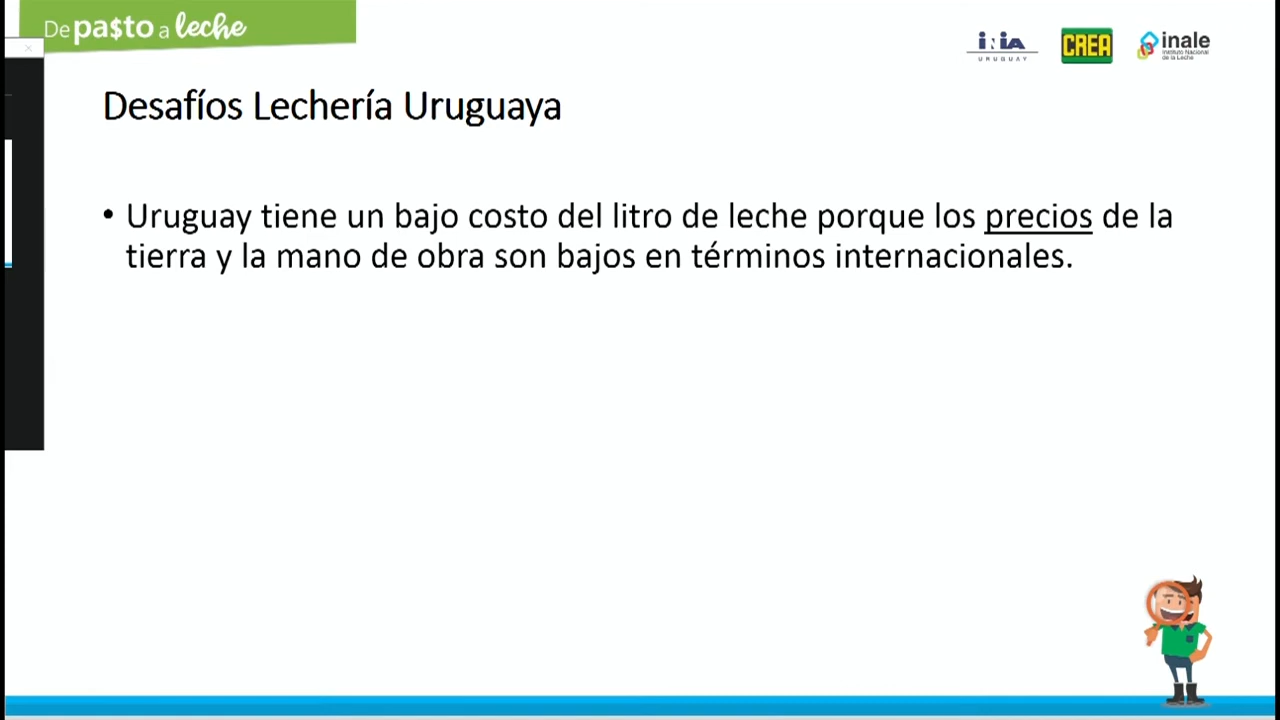 De pa$to a leche
INIA
URUGUAY
CREA
inale
Instituto Nacional
de la Leche
Desafíos Lechería Uruguaya
• Uruguay tiene un bajo costo del litro de leche porque los precios de la
tierra y la mano de obra son bajos en términos internacionales.